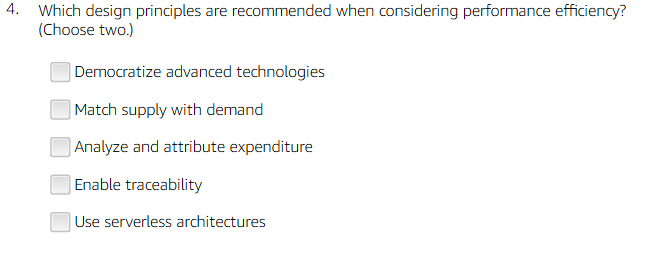 4. Which design principles are recommended when considering performance efficiency?
(Choose two.)
Democratize advanced technologies
Match supply with demand
Analyze and attribute expenditure
Enable traceability
Use serverless architectures